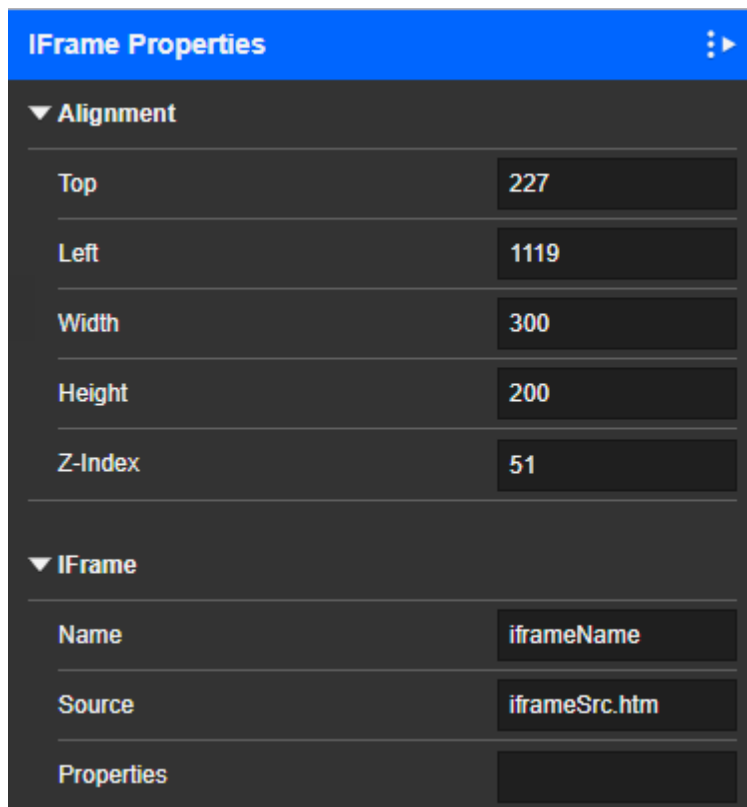 IFrame Properties
Alignment
Top 227
Left 1119
Width 300
Height 200
Z-Index 51
IFrame
Name iframeName
Source iframeSrc.htm
Properties